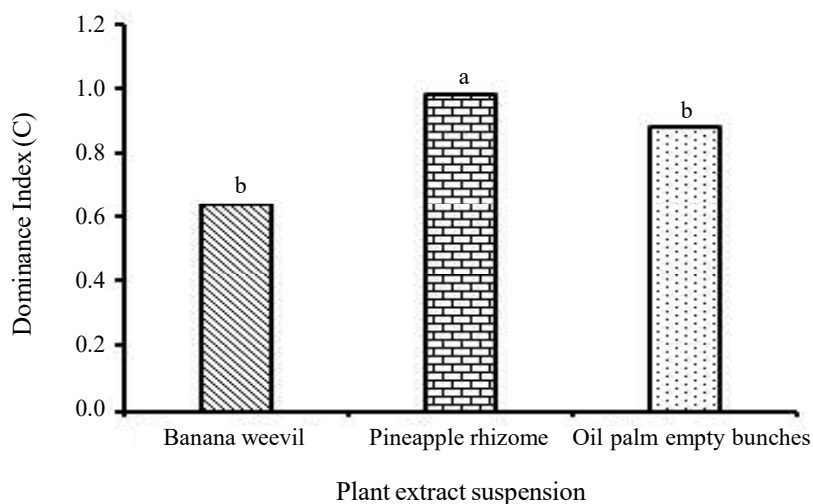 1.2
1.0
0.8
0.6
0.4
0.2
0.0
Dominance Index (C)
b
a
b
Banana weevil Pineapple rhizome Oil palm empty bunches
Plant extract suspension